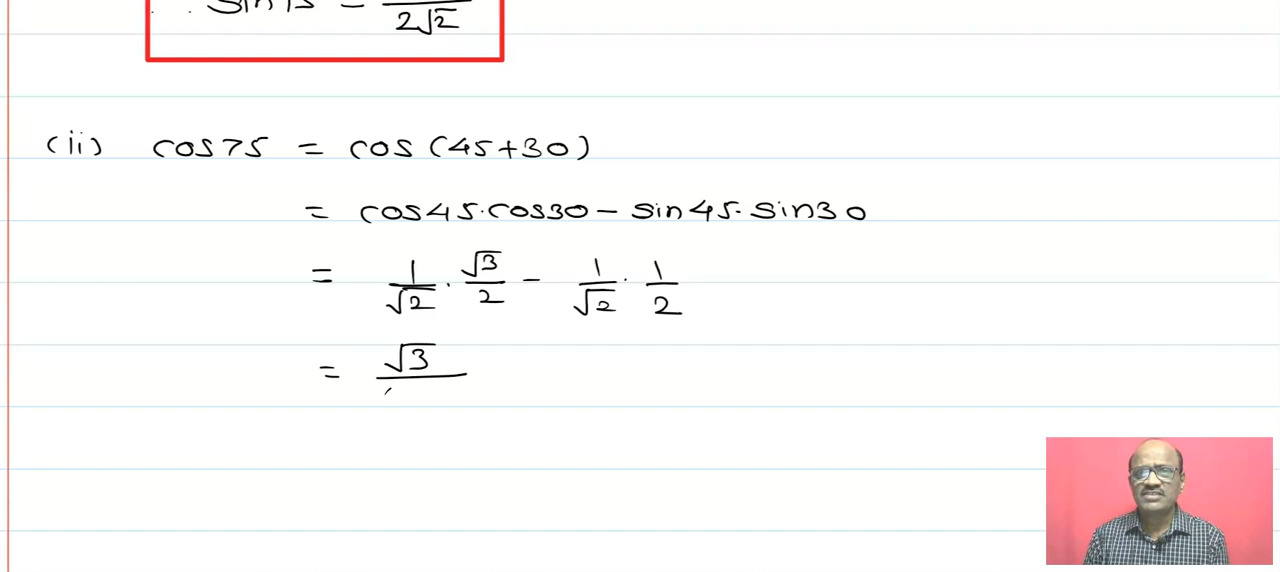 sin15 = 2√2
(ii) cos75 = cos(45+30)
= cos45.cos30 - sin45.sin30
= 1/√2 . √3/2 - 1/√2 . 1/2
= √3